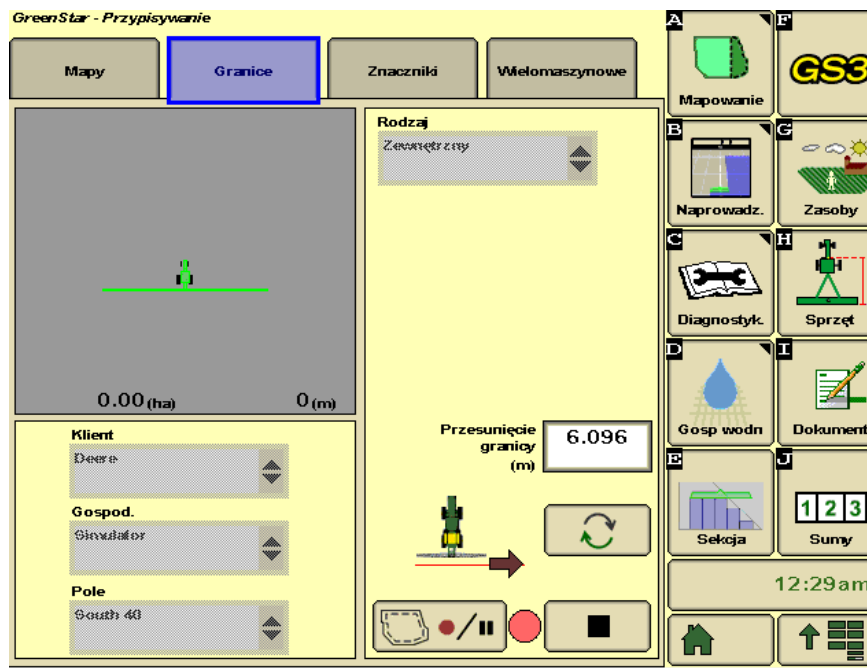 GreenStar - Przypisywanie
Mapy
Granice
Znaczniki
Wielomaszynowe
0.00 (ha)
0 (m)
Klient
Deere
Gospod.
Simulator
Pole
South 40
Rodzaj
Zewnętrzny
Przesunięcie
granicy
(m)
6.096
A
Mapowanie
F
GS3
B
Naprowadz.
G
Zasoby
C
Diagnostyk.
H
Sprzęt
D
Gosp wodn
I
Dokument
E
Sekcja
J
1 2 3
Sumy
12:29am